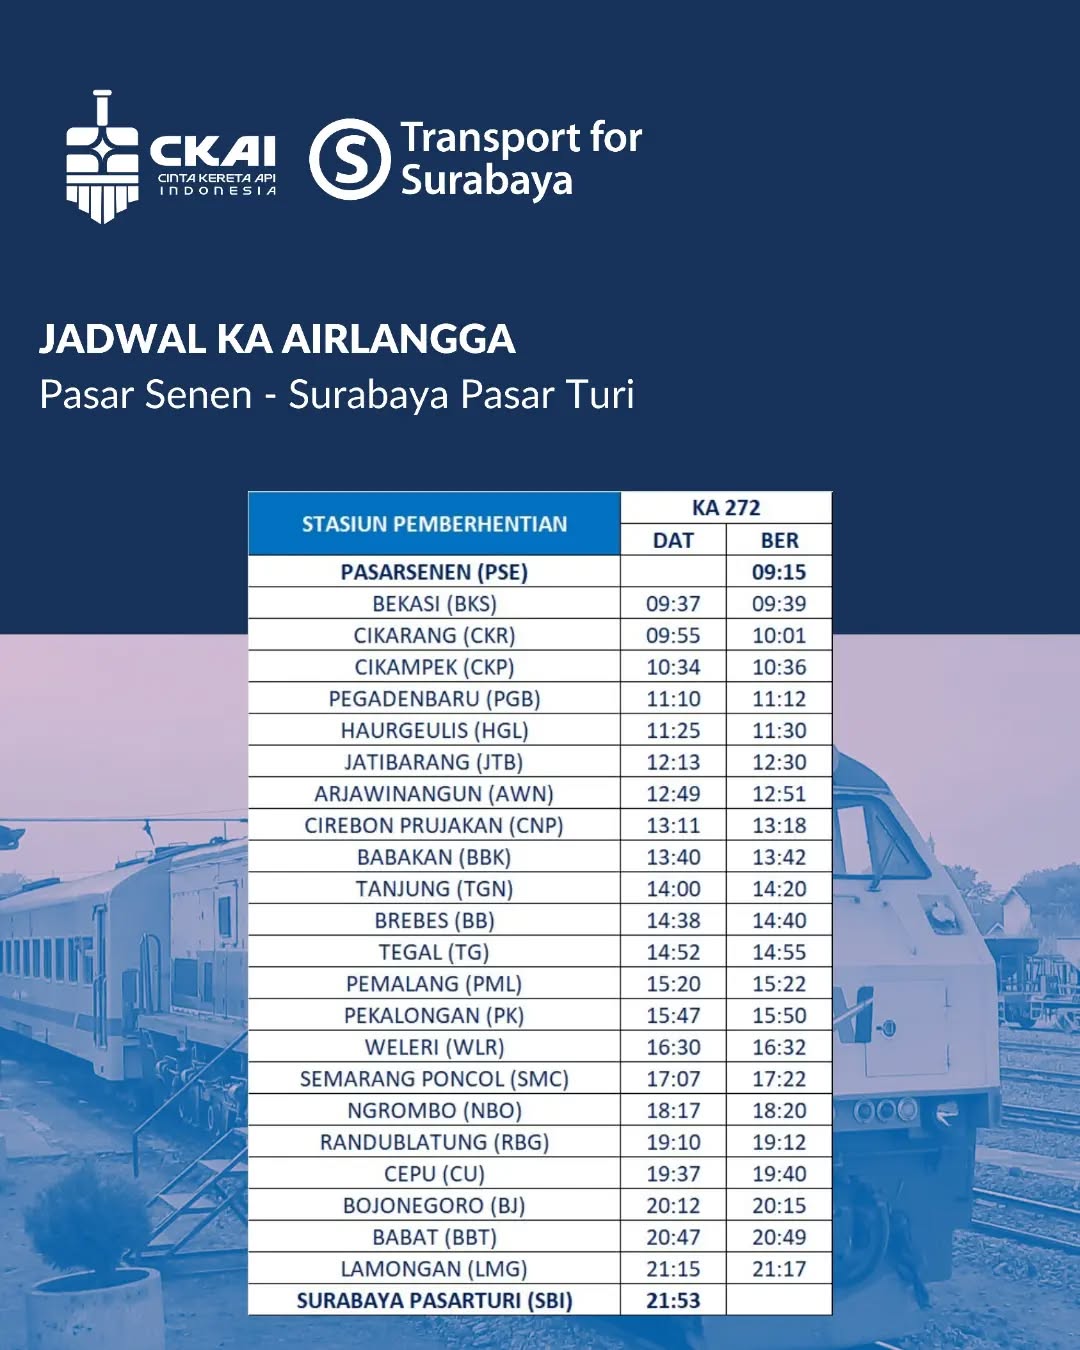 CKAI
CINTA KERETA API
INDONESIA
S
Transport for
Surabaya
JADWAL KA AIRLANGGA
Pasar Senen - Surabaya Pasar Turi
STASIUN PEMBERHENTIAN KA 272
DAT BER
PASARSENEN (PSE) 09:15
BEKASI (BKS) 09:37 09:39
CIKARANG (CKR) 09:55 10:01
CIKAMPEK (CKP) 10:34 10:36
PEGADENBARU (PGB) 11:10 11:12
HAURGEULIS (HGL) 11:25 11:30
JATIBARANG (JTB) 12:13 12:30
ARJAWINANGUN (AWN) 12:49 12:51
CIREBON PRUJAKAN (CNP) 13:11 13:18
BABAKAN (BBK) 13:40 13:42
TANJUNG (TGN) 14:00 14:20
BREBES (BB) 14:38 14:40
TEGAL (TG) 14:52 14:55
PEMALANG (PML) 15:20 15:22
PEKALONGAN (PK) 15:47 15:50
WELERI (WLR) 16:30 16:32
SEMARANG PONCOL (SMC) 17:07 17:22
NGROMBO (NBO) 18:17 18:20
RANDUBLATUNG (RBG) 19:10 19:12
CEPU (CU) 19:37 19:40
BOJONEGORO (BJ) 20:12 20:15
BABAT (BBT) 20:47 20:49
LAMONGAN (LMG) 21:15 21:17
SURABAYA PASARTURI (SBI) 21:53